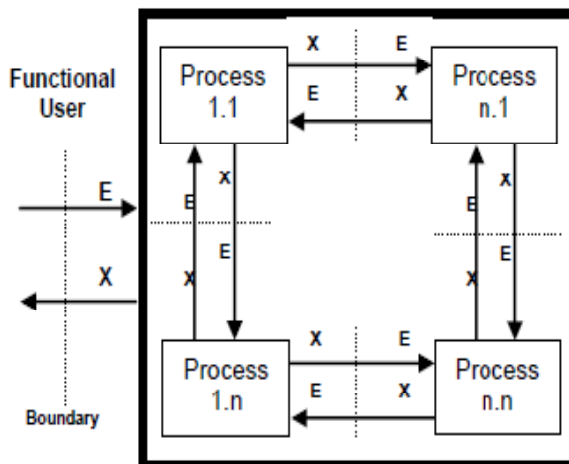 X E
Process
1.1
Process
n.1
E X
Functional
User
E
X
X
E
E
X
E
X
E
X
X E
Process
1.n
Process
n.n
E X
Boundary